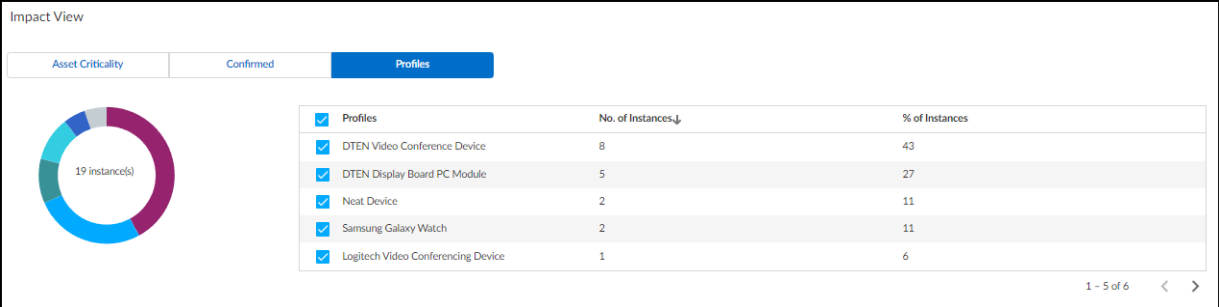 Impact View
Asset Criticality Confirmed Profiles
19 instance(s)
Profiles No. of Instances↓ % of Instances
DTEN Video Conference Device 8 43
DTEN Display Board PC Module 5 27
Neat Device 2 11
Samsung Galaxy Watch 2 11
Logitech Video Conferencing Device 1 6
1 – 5 of 6